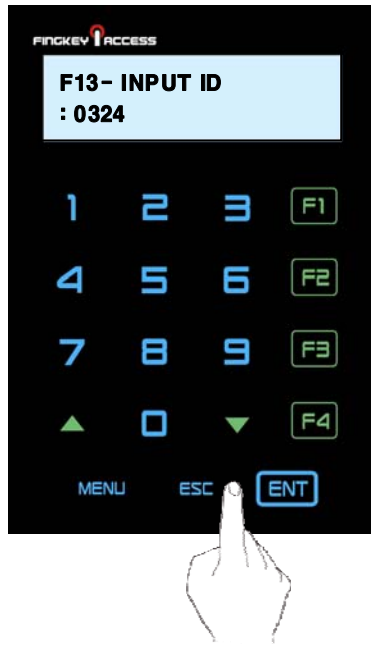 FINGKEY ACCESS
F13- INPUT ID
: 0324
1 2 3 F1
4 5 6 F2
7 8 9 F3
0 F4
MENU ESC ENT